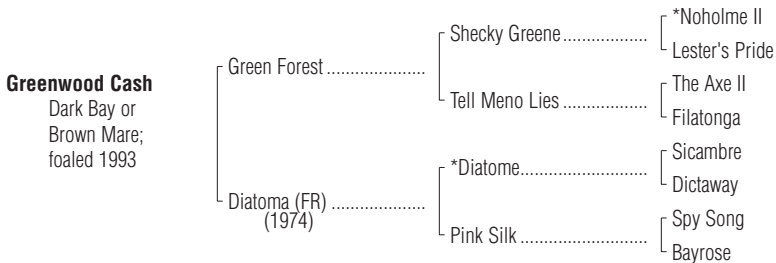 *Noholme II
Shecky Greene....................
Lester's Pride
Green Forest ......................
Greenwood Cash
The Axe II
Dark Bay or
Tell Meno Lies ....................
Brown Mare;
Filatonga
foaled 1993
Sicambre
*Diatome..............................
Dictaway
Diatoma (FR) .....................
(1974)
Spy Song
Pink Silk ..............................
Bayrose